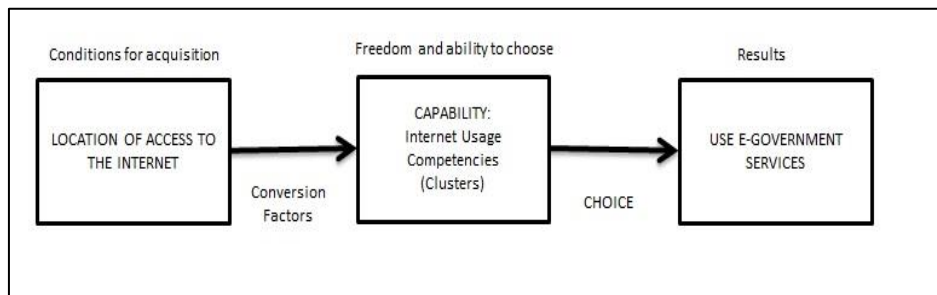 Conditions for acquisition
Freedom and ability to choose
Results
LOCATION OF ACCESS TO
THE INTERNET
Conversion
Factors
CAPABILITY:
Internet Usage
Competencies
(Clusters)
CHOICE
USE E-GOVERNMENT
SERVICES